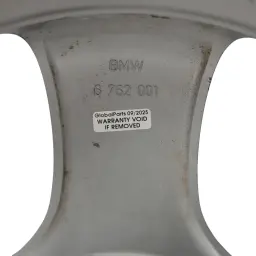 BMW
6 762 001
GlobalParts 09/2025
WARRANTY VOID
IF REMOVED